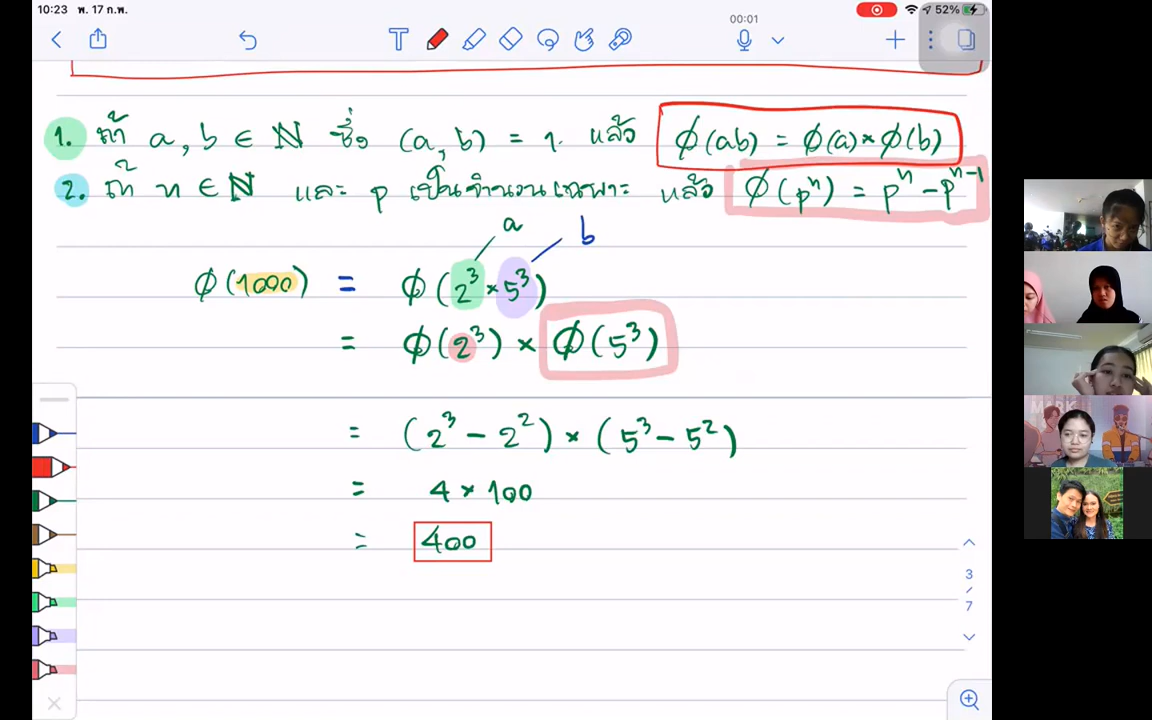 10:23 พ. 17 ก.พ.
52%
00:01
1. ถ้า a, b ∈ ℕ ซึ่ง (a, b) = 1 แล้ว ϕ(ab) = ϕ(a)×ϕ(b)
2. ถ้า n ∈ ℕ และ p เป็นจำนวนเฉพาะ แล้ว ϕ(pⁿ) = pⁿ − pⁿ⁻¹
a b
ϕ(1000) = ϕ(2³×5³)
= ϕ(2³) × ϕ(5³)
= (2³ − 2²) × (5³ − 5²)
= 4 × 100
= 400
3
/
7